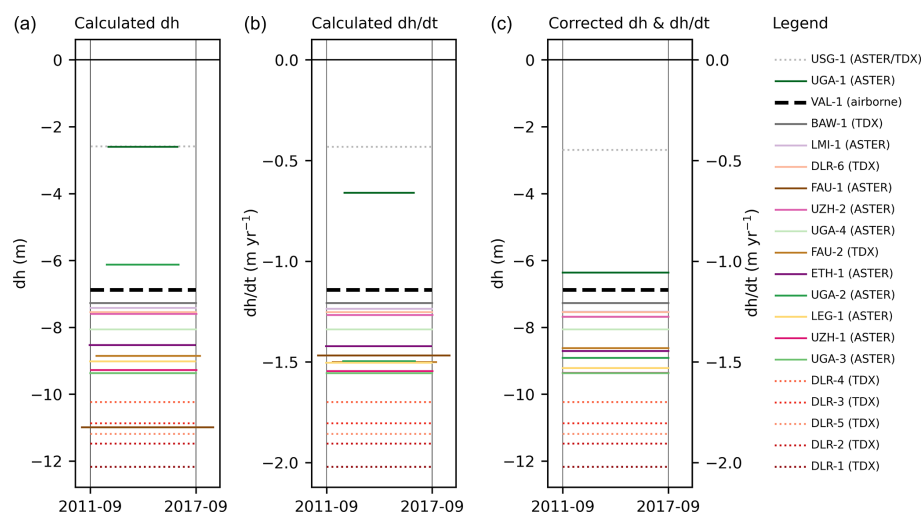 (a) Calculated dh
(b) Calculated dh/dt
(c) Corrected dh & dh/dt
Legend
0
−2
−4
−6
−8
−10
−12
dh (m)
2011-09 2017-09
0.0
−0.5
−1.0
−1.5
−2.0
dh/dt (m yr⁻¹)
2011-09 2017-09
0
−2
−4
−6
−8
−10
−12
dh (m)
2011-09 2017-09
0.0
−0.5
−1.0
−1.5
−2.0
dh/dt (m yr⁻¹)
USG-1 (ASTER/TDX)
UGA-1 (ASTER)
VAL-1 (airborne)
BAW-1 (TDX)
LMI-1 (ASTER)
DLR-6 (TDX)
FAU-1 (ASTER)
UZH-2 (ASTER)
UGA-4 (ASTER)
FAU-2 (TDX)
ETH-1 (ASTER)
UGA-2 (ASTER)
LEG-1 (ASTER)
UZH-1 (ASTER)
UGA-3 (ASTER)
DLR-4 (TDX)
DLR-3 (TDX)
DLR-5 (TDX)
DLR-2 (TDX)
DLR-1 (TDX)